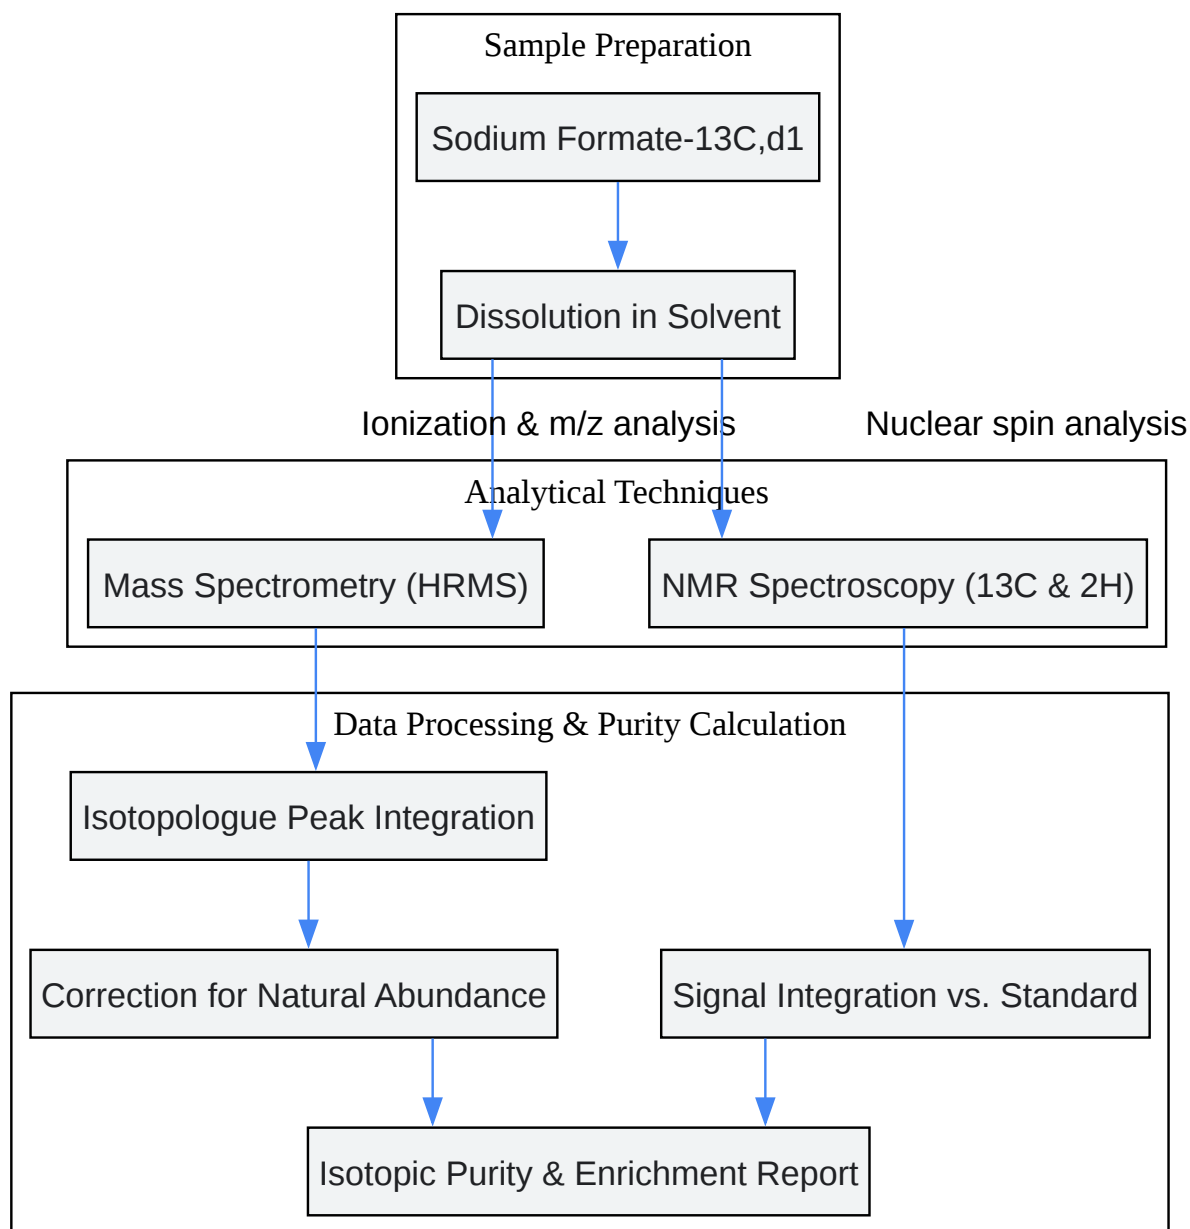 Sample Preparation
Sodium Formate-13C,d1
Dissolution in Solvent
Ionization & m/z analysis
Nuclear spin analysis
Analytical Techniques
Mass Spectrometry (HRMS)
NMR Spectroscopy (13C & 2H)
Data Processing & Purity Calculation
Isotopologue Peak Integration
Correction for Natural Abundance
Signal Integration vs. Standard
Isotopic Purity & Enrichment Report